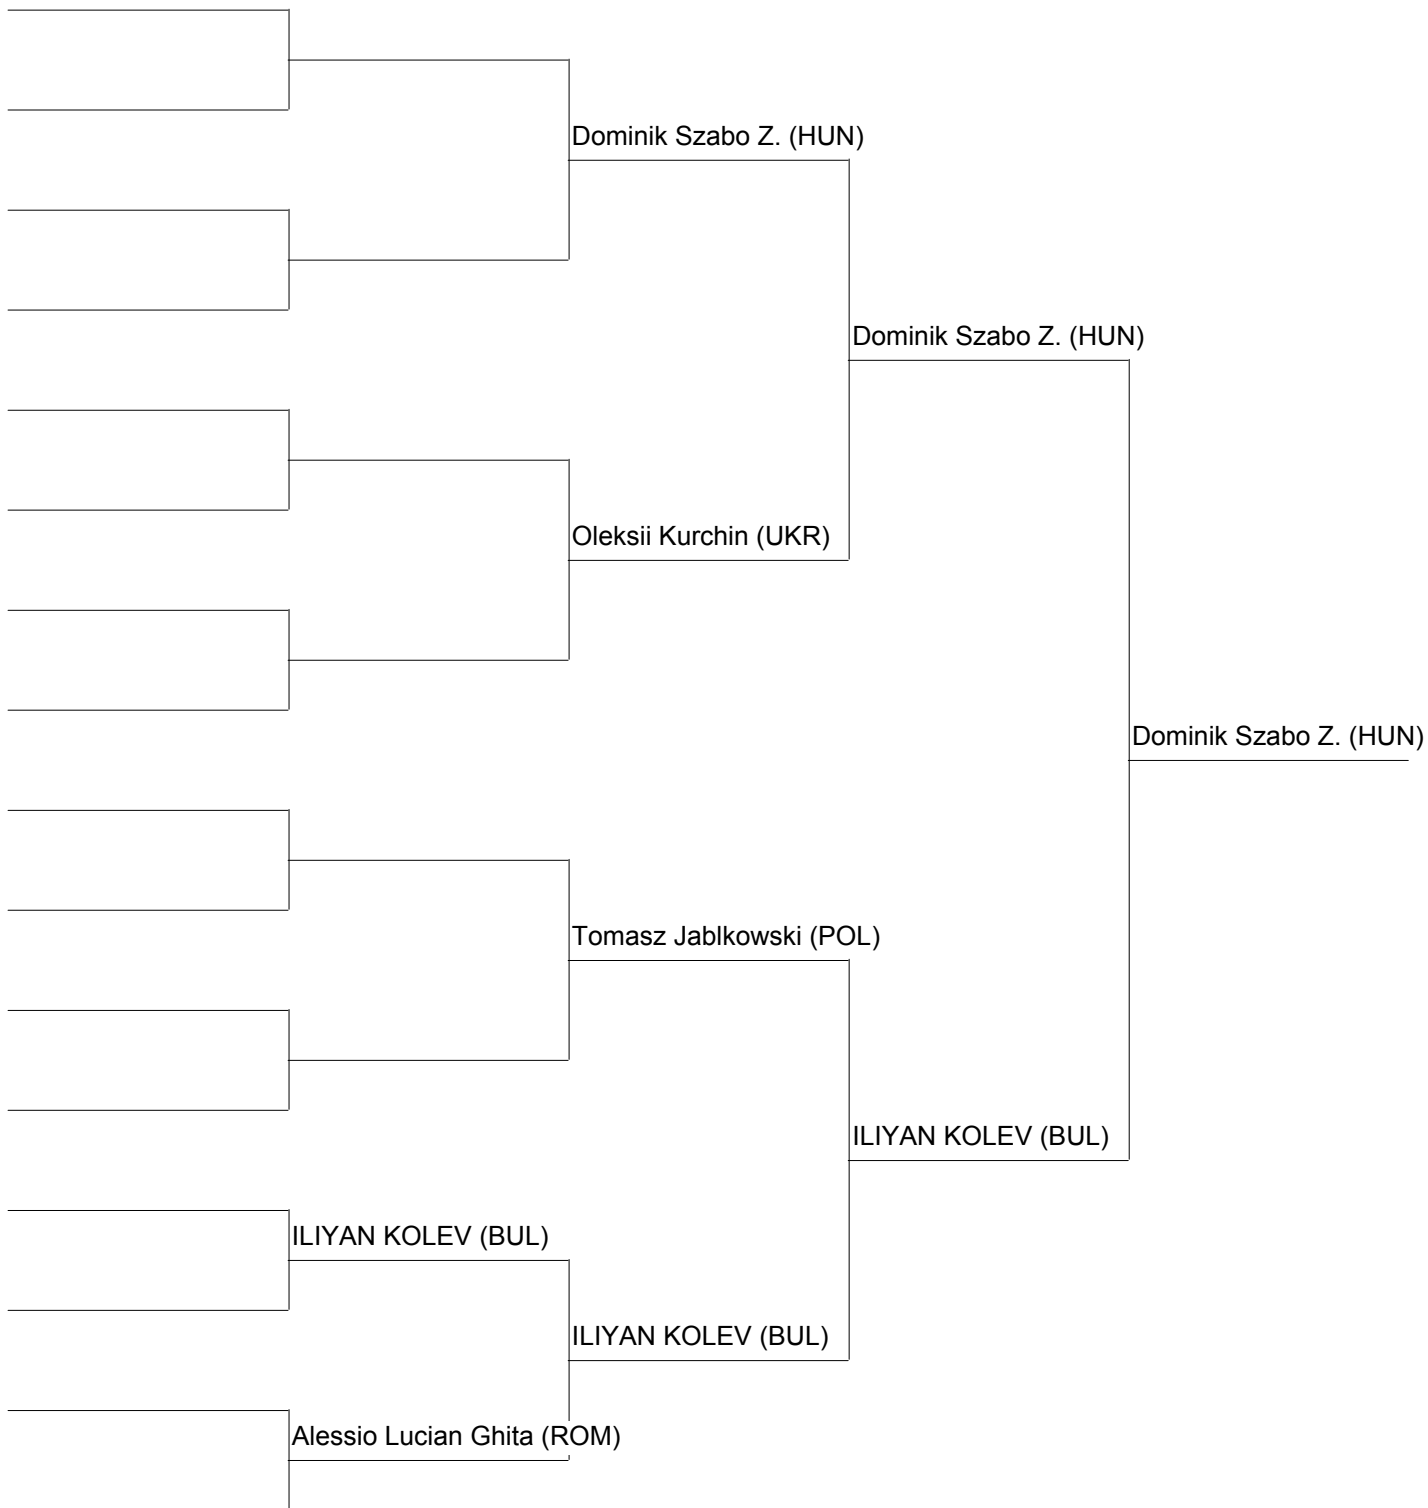 Dominik Szabo Z. (HUN)
Dominik Szabo Z. (HUN)
Oleksii Kurchin (UKR)
Dominik Szabo Z. (HUN)
Tomasz Jablkowski (POL)
ILIYAN KOLEV (BUL)
ILIYAN KOLEV (BUL)
ILIYAN KOLEV (BUL)
Alessio Lucian Ghita (ROM)